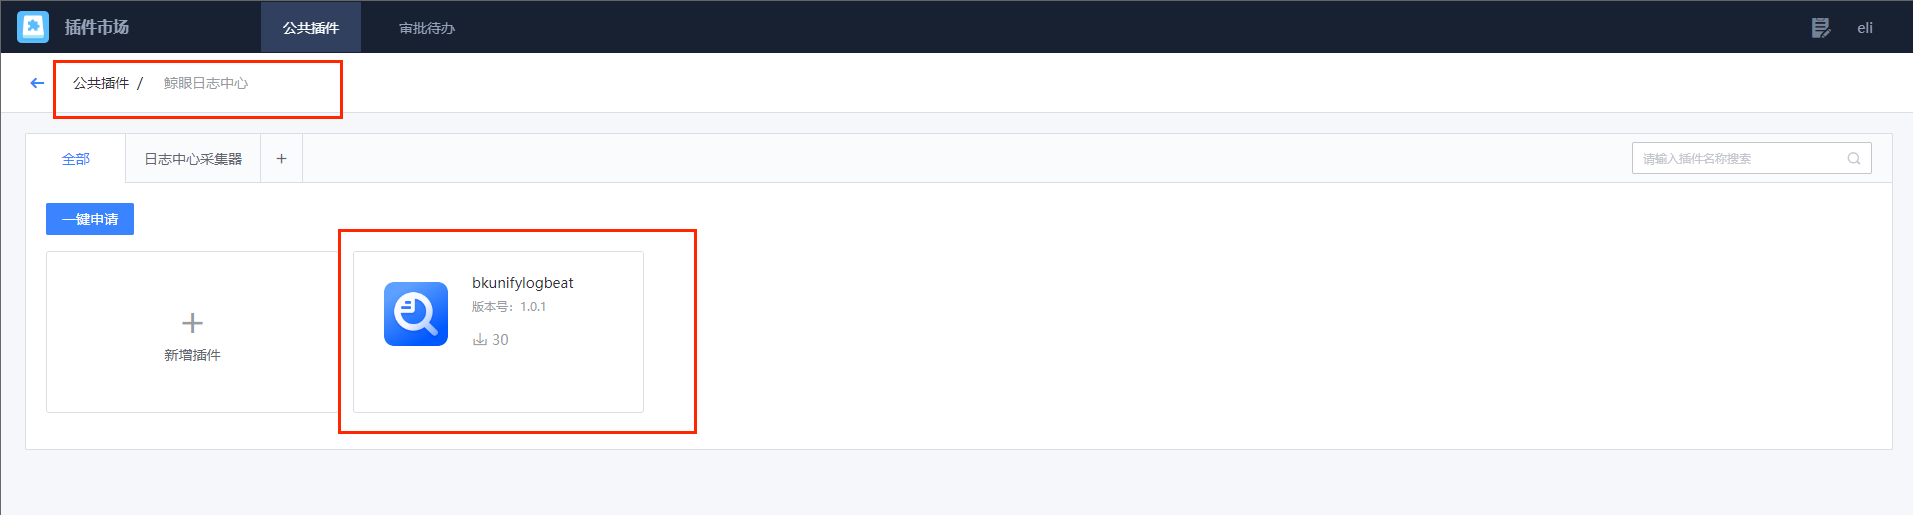 插件市场 公共插件 审批待办 eli
公共插件 / 鲸眼日志中心
全部 日志中心采集器 + 请输入插件名称搜索
一键申请
bkunifylogbeat
版本号：1.0.1
30
新增插件